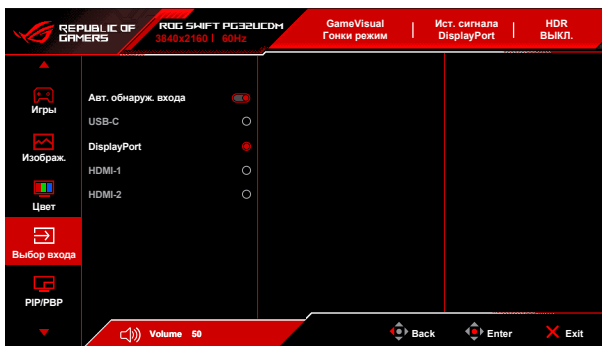 REPUBLIC OF
GAMERS
ROG SWIFT PG32UCDM
3840x2160 | 60Hz
GameVisual
Гонки режим
Ист. сигнала
DisplayPort
HDR
ВЫКЛ.
Игры
Изображ.
Цвет
Выбор входа
PIP/PBP
Авт. обнаруж. входа
USB-C
DisplayPort
HDMI-1
HDMI-2
Volume 50
Back
Enter
Exit